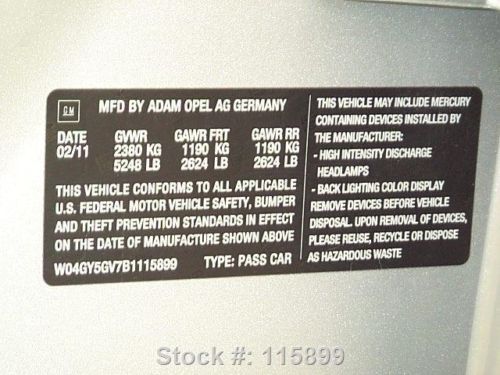 GM
MFD BY ADAM OPEL AG GERMANY
DATE GVWR GAWR FRT GAWR RR
02/11 2380 KG 1190 KG 1190 KG
5248 LB 2624 LB 2624 LB
THIS VEHICLE CONFORMS TO ALL APPLICABLE
U.S. FEDERAL MOTOR VEHICLE SAFETY, BUMPER
AND THEFT PREVENTION STANDARDS IN EFFECT
ON DATE OF MANUFACTURE SHOWN ABOVE
W04GY5GV7B1115899 TYPE: PASS CAR
THIS VEHICLE MAY INCLUDE MERCURY
CONTAINING DEVICES INSTALLED BY
THE MANUFACTURER:
- HIGH INTENSITY DISCHARGE
HEADLAMPS
- BACK LIGHTING COLOR DISPLAY
REMOVE DEVICES BEFORE VEHICLE
DISPOSAL. UPON REMOVAL OF DEVICES,
PLEASE REUSE, RECYCLE OR DISPOSE
AS HAZARDOUS WASTE
Stock #: 115899